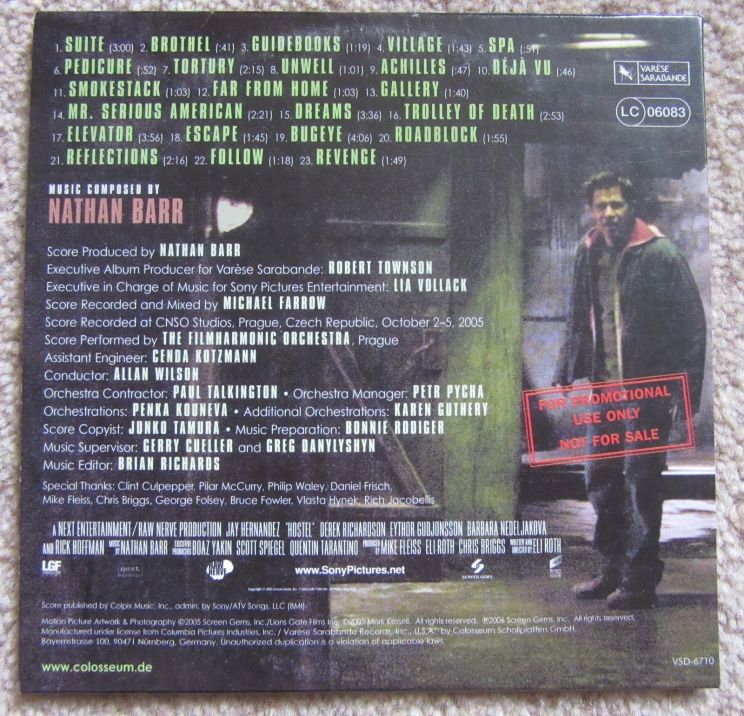 1. SUITE (3:00) 2. BROTHEL (:41) 3. GUIDEBOOKS (1:19) 4. VILLAGE (1:43) 5. SPA (:51)
6. PEDICURE (:52) 7. TORTURY (2:15) 8. UNWELL (1:01) 9. ACHILLES (:47) 10. DÉJÀ VU (:46)
11. SMOKESTACK (1:03) 12. FAR FROM HOME (1:03) 13. GALLERY (1:40)
14. MR. SERIOUS AMERICAN (2:21) 15. DREAMS (3:36) 16. TROLLEY OF DEATH (2:53)
17. ELEVATOR (3:56) 18. ESCAPE (1:45) 19. BUGEYE (4:06) 20. ROADBLOCK (1:55)
21. REFLECTIONS (2:16) 22. FOLLOW (1:18) 23. REVENGE (1:49)
VARÈSE
SARABANDE
LC 06083
MUSIC COMPOSED BY
NATHAN BARR
Score Produced by NATHAN BARR
Executive Album Producer for Varèse Sarabande: ROBERT TOWNSON
Executive in Charge of Music for Sony Pictures Entertainment: LIA VOLLACK
Score Recorded and Mixed by MICHAEL FARROW
Score Recorded at CNSO Studios, Prague, Czech Republic, October 2–5, 2005
Score Performed by THE FILMHARMONIC ORCHESTRA, Prague
Assistant Engineer: CENDA KOTZMANN
Conductor: ALLAN WILSON
Orchestra Contractor: PAUL TALKINGTON • Orchestra Manager: PETR PYCHA
Orchestrations: PENKA KOUNEVA • Additional Orchestrations: KAREN GUTHERY
Score Copyist: JUNKO TAMURA • Music Preparation: BONNIE RODIGER
Music Supervisor: GERRY CUELLER and GREG DANYLYSHYN
Music Editor: BRIAN RICHARDS
FOR PROMOTIONAL
USE ONLY
NOT FOR SALE
Special Thanks: Clint Culpepper, Pilar McCurry, Philip Waley, Daniel Frisch,
Mike Fleiss, Chris Briggs, George Folsey, Bruce Fowler, Vlasta Hynek, Rich Jacobellis
A NEXT ENTERTAINMENT/RAW NERVE PRODUCTION JAY HERNANDEZ "HOSTEL" DEREK RICHARDSON EYTHOR GUDJONSSON BARBARA NEDELJAKOVA
AND RICK HOFFMAN MUSIC BY NATHAN BARR EXECUTIVE PRODUCERS BOAZ YAKIN SCOTT SPIEGEL QUENTIN TARANTINO PRODUCED BY MIKE FLEISS ELI ROTH CHRIS BRIGGS WRITTEN AND DIRECTED BY ELI ROTH
LGF
next
www.SonyPictures.net
SCREEN GEMS
Score published by Colpix Music, Inc., admin. by Sony/ATV Songs, LLC (BMI).
Motion Picture Artwork & Photography ©2005 Screen Gems, Inc./Lions Gate Films Inc. ©2005 Mark Kessell. All rights reserved. ℗2006 Screen Gems, Inc. All rights reserved.
Manufactured under license from Columbia Pictures Industries, Inc. / Varèse Sarabande Records, Inc., U.S.A. by Colosseum Schallplatten GmbH
Bayernstrasse 100, 90471 Nürnberg, Germany. Unauthorized duplication is a violation of applicable laws.
www.colosseum.de
VSD-6710